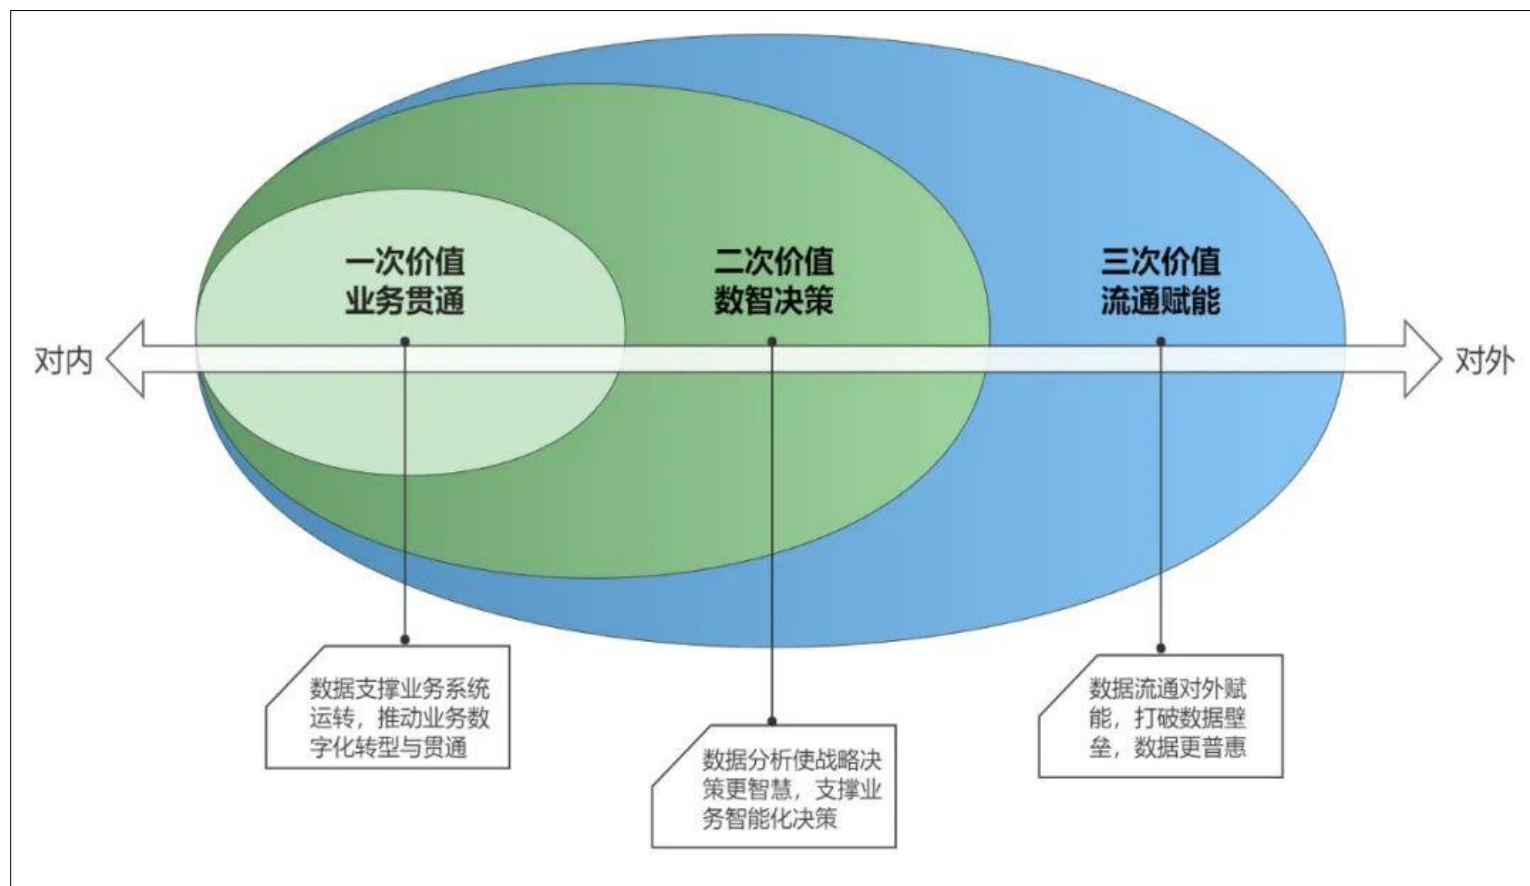 一次价值
业务贯通
二次价值
数智决策
三次价值
流通赋能
对内
对外
数据支撑业务系统
运转，推动业务数
字化转型与贯通
数据分析使战略决
策更智慧，支撑业
务智能化决策
数据流通对外赋
能，打破数据壁
垒，数据更普惠